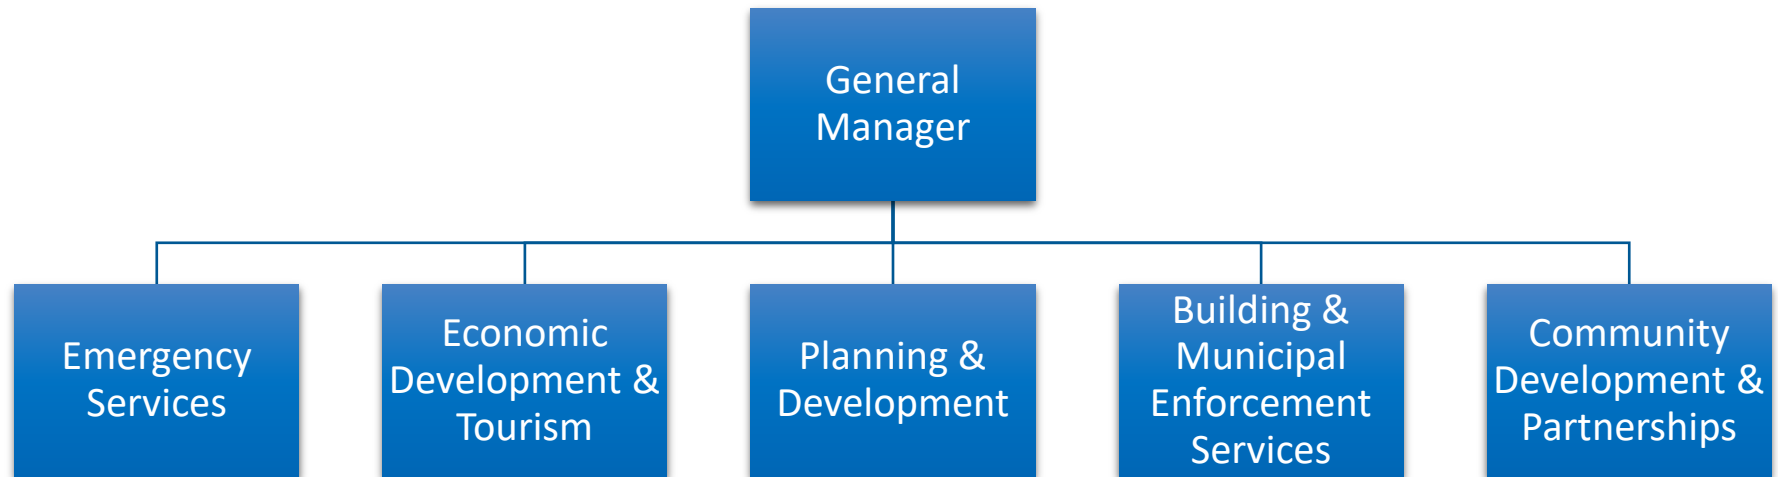 General
Manager
Emergency
Services
Economic
Development &
Tourism
Planning &
Development
Building &
Municipal
Enforcement
Services
Community
Development &
Partnerships